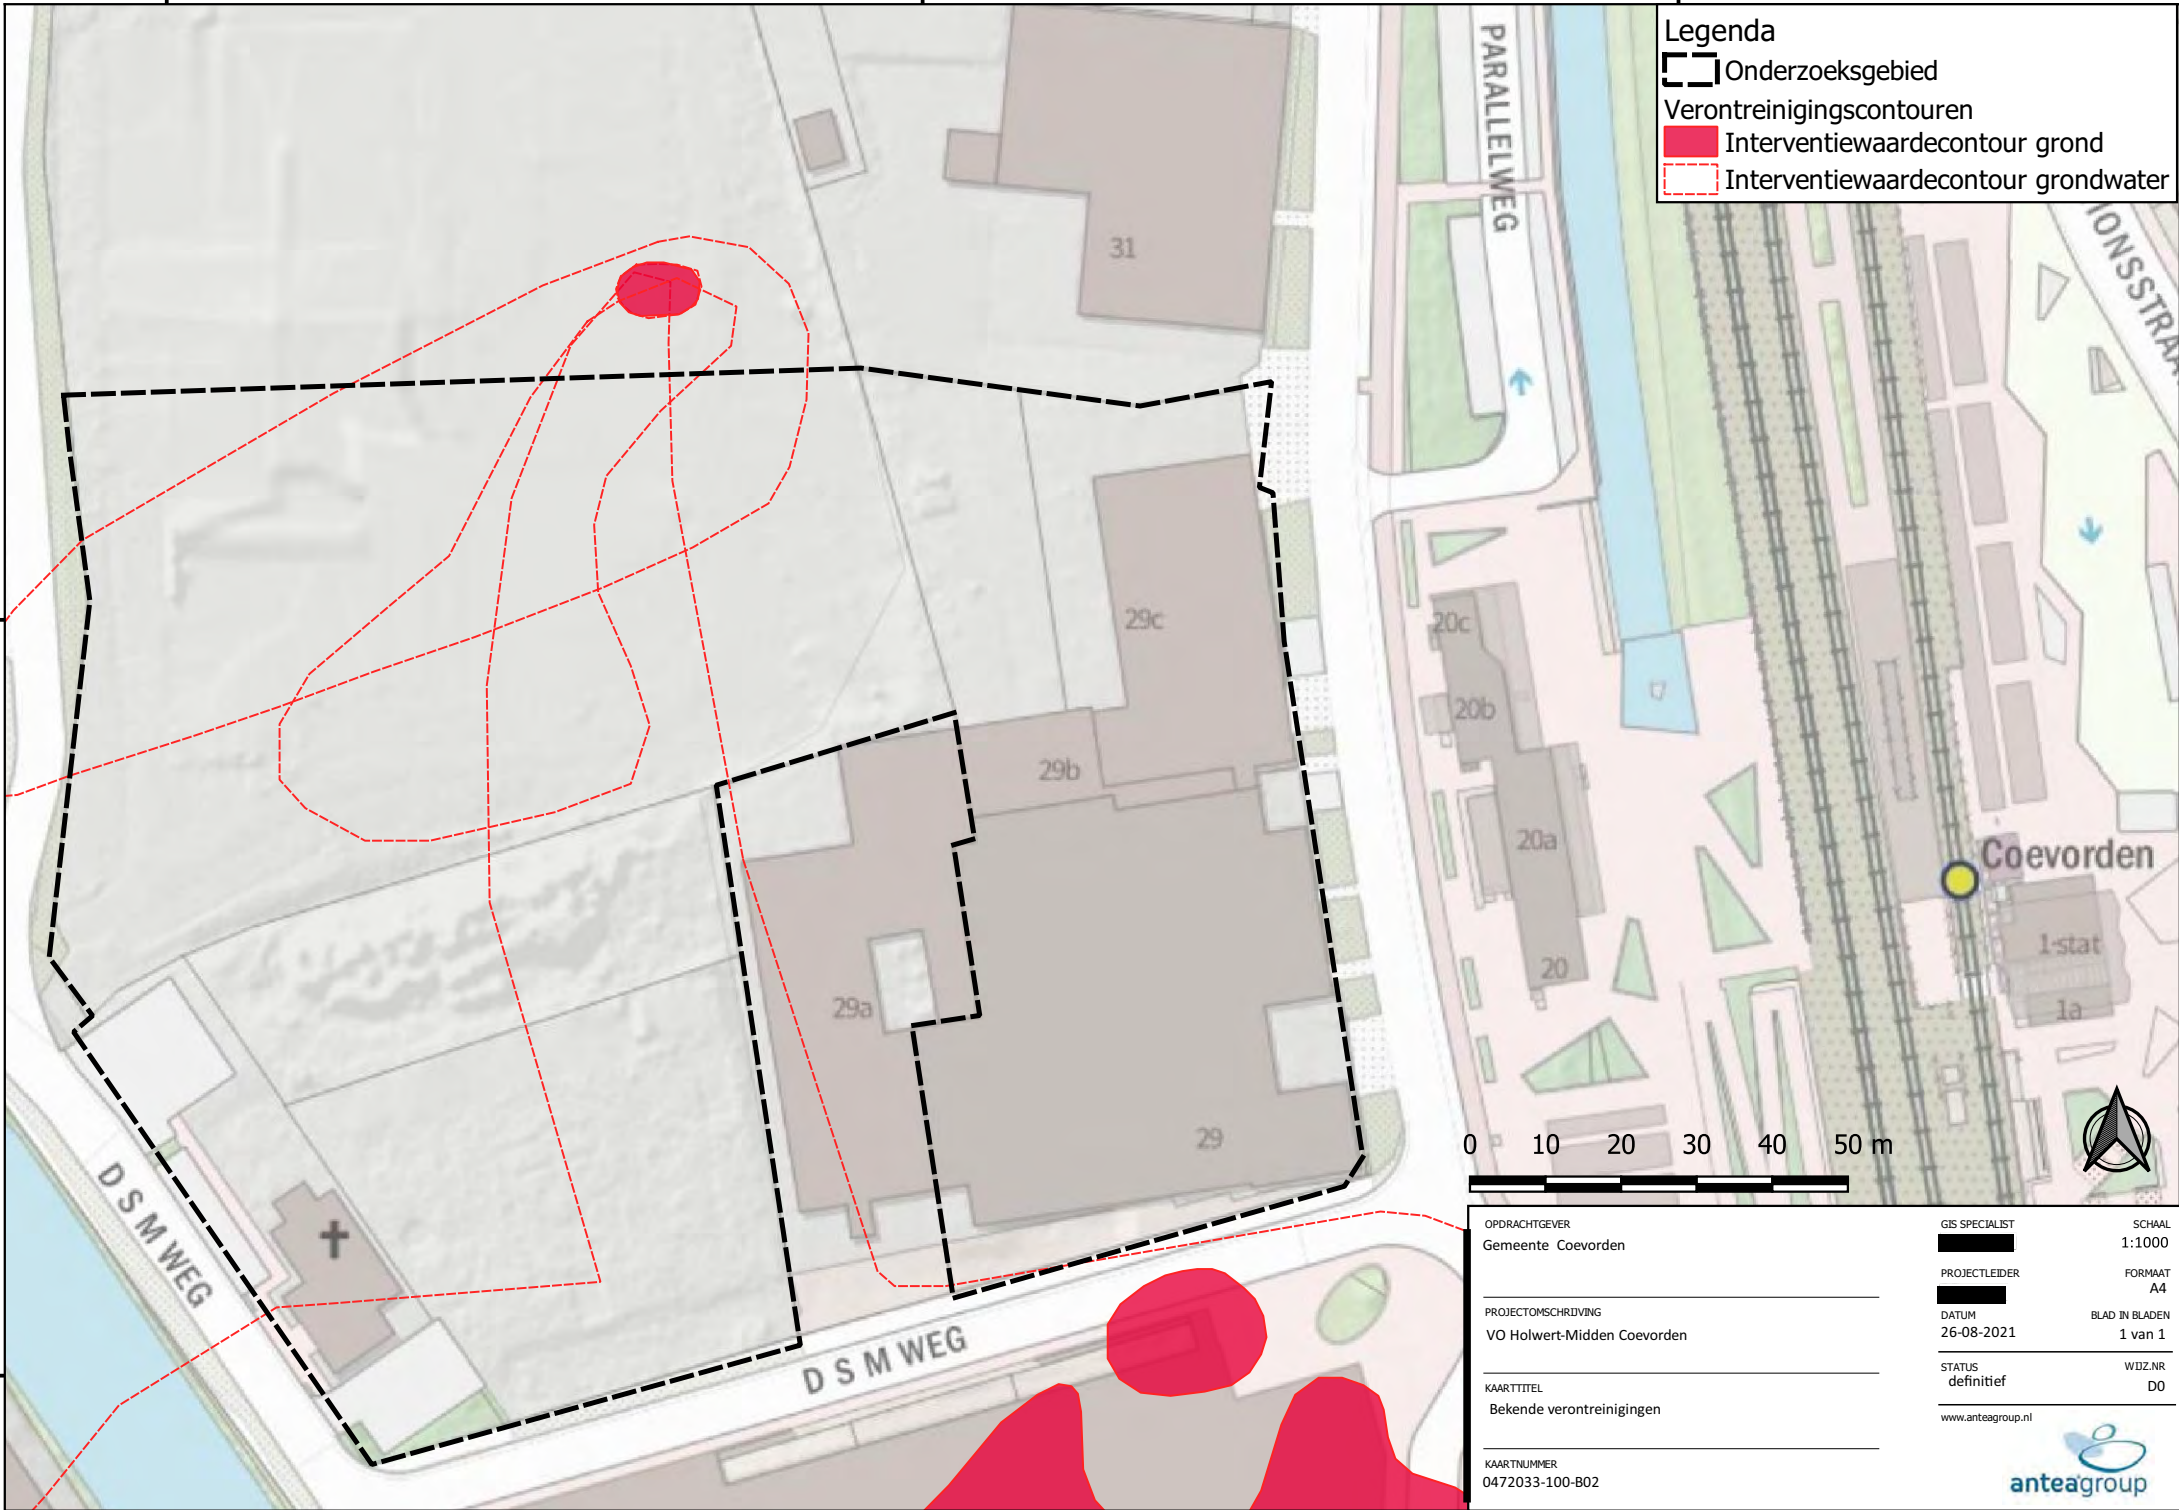 Legenda
Onderzoeksgebied
Verontreinigingscontouren
Interventiewaardecontour grond
Interventiewaardecontour grondwater
PARALLELWEG
31
29c
29b
29a
29
20c
20b
20a
20
Coevorden
1-stat
1a
D S M WEG
D S M WEG
0 10 20 30 40 50 m
OPDRACHTGEVER
Gemeente Coevorden
PROJECTOMSCHRIJVING
VO Holwert-Midden Coevorden
KAARTTITEL
Bekende verontreinigingen
KAARTNUMMER
0472033-100-B02
GIS SPECIALIST
SCHAAL
1:1000
PROJECTLEIDER
FORMAAT
A4
DATUM
26-08-2021
BLAD IN BLADEN
1 van 1
STATUS
definitief
WIJZ.NR
D0
www.anteagroup.nl
anteagroup